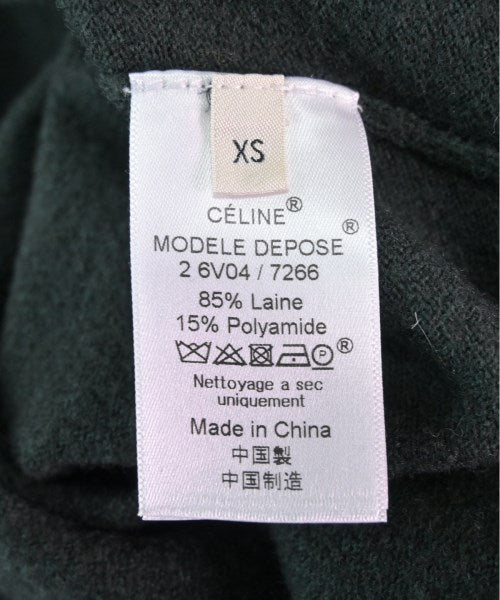 XS
CÉLINE®
MODELE DEPOSE®
2 6V04 / 7266
85% Laine
15% Polyamide
P®
Nettoyage a sec
uniquement
Made in China
中国製
中国制造